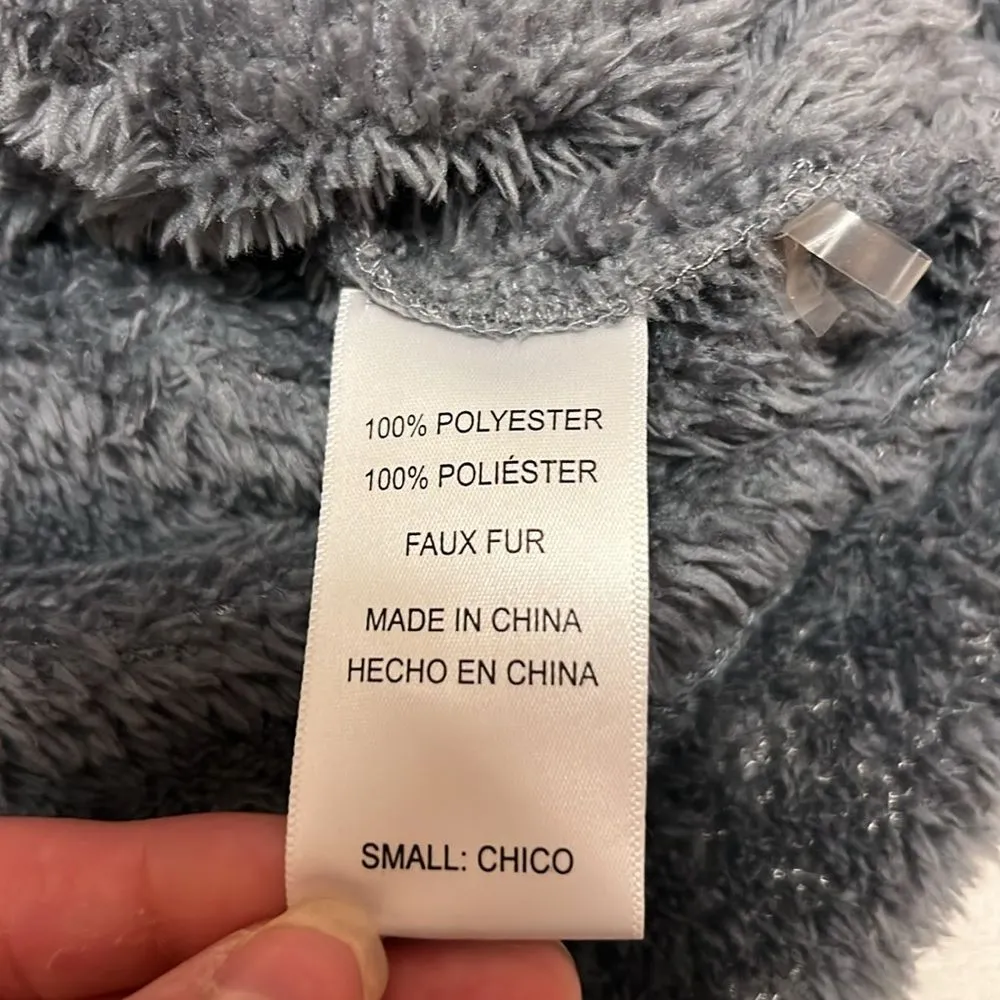 100% POLYESTER
100% POLIÉSTER
FAUX FUR
MADE IN CHINA
HECHO EN CHINA
SMALL: CHICO